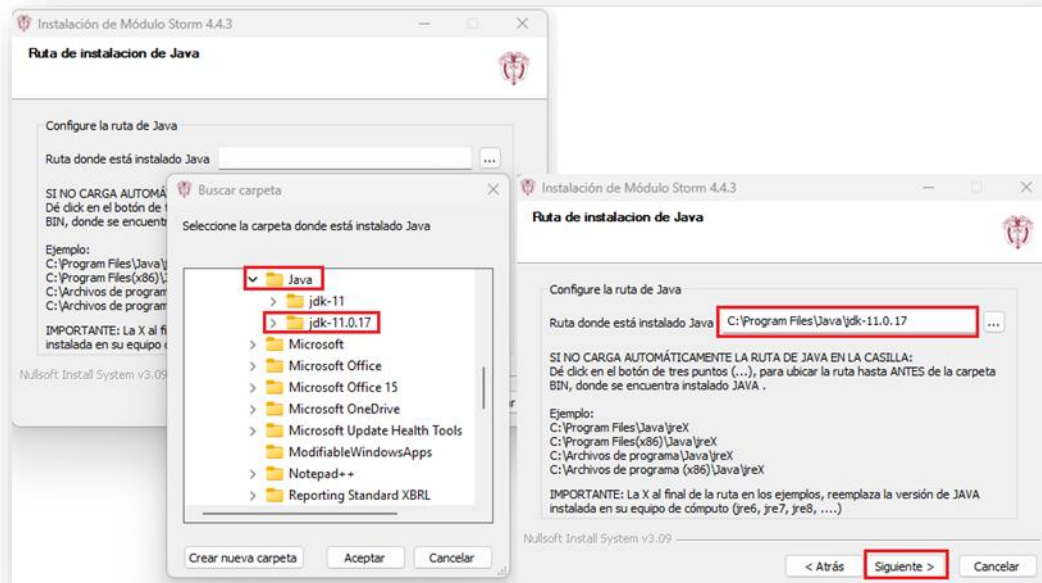 Instalación de Módulo Storm 4.4.3
Ruta de instalacion de Java
Configure la ruta de Java
Ruta donde está instalado Java
...
SI NO CARGA AUTOMÁ
Dé click en el botón de
BIN, donde se encuentr
Ejemplo:
C:\Program Files\Java\j
C:\Program Files(x86)\J
C:\Archivos de program
C:\Archivos de program
IMPORTANTE: La X al fi
instalada en su equipo
Nullsoft Install System v3.09
Buscar carpeta
Seleccione la carpeta donde está instalado Java
Java
jdk-11
jdk-11.0.17
Microsoft
Microsoft Office
Microsoft Office 15
Microsoft OneDrive
Microsoft Update Health Tools
ModifiableWindowsApps
Notepad++
Reporting Standard XBRL
Crear nueva carpeta
Aceptar
Cancelar
Instalación de Módulo Storm 4.4.3
Ruta de instalacion de Java
Configure la ruta de Java
Ruta donde está instalado Java C:\Program Files\Java\jdk-11.0.17 ...
SI NO CARGA AUTOMÁTICAMENTE LA RUTA DE JAVA EN LA CASILLA:
Dé click en el botón de tres puntos (...), para ubicar la ruta hasta ANTES de la carpeta
BIN, donde se encuentra instalado JAVA .
Ejemplo:
C:\Program Files\Java\jreX
C:\Program Files(x86)\Java\jreX
C:\Archivos de programa\Java\jreX
C:\Archivos de programa (x86)\Java\jreX
IMPORTANTE: La X al final de la ruta en los ejemplos, reemplaza la versión de JAVA
instalada en su equipo de cómputo (jre6, jre7, jre8, ....)
Nullsoft Install System v3.09
< Atrás
Siguiente >
Cancelar